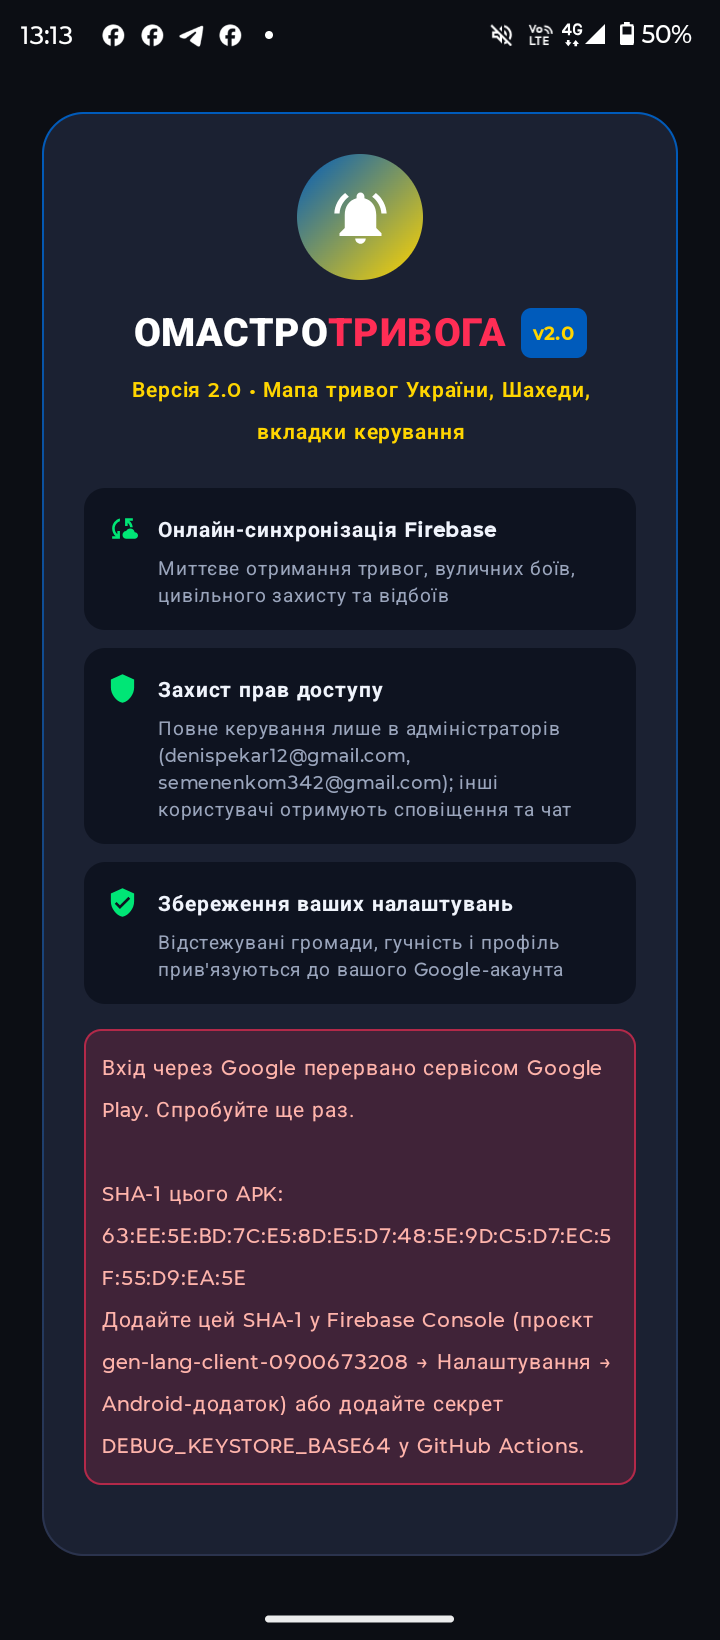 13:13
Vo LTE 4G 50%
ОМАСТРОТРИВОГА v2.0
Версія 2.0 • Мапа тривог України, Шахеди,
вкладки керування
Онлайн-синхронізація Firebase
Миттєве отримання тривог, вуличних боїв,
цивільного захисту та відбоїв
Захист прав доступу
Повне керування лише в адміністраторів
(denispekar12@gmail.com,
semenenkom342@gmail.com); інші
користувачі отримують сповіщення та чат
Збереження ваших налаштувань
Відстежувані громади, гучність і профіль
прив'язуються до вашого Google-акаунта
Вхід через Google перервано сервісом Google
Play. Спробуйте ще раз.
SHA-1 цього APK:
63:EE:5E:BD:7C:E5:8D:E5:D7:48:5E:9D:C5:D7:EC:5
F:55:D9:EA:5E
Додайте цей SHA-1 у Firebase Console (проєкт
gen-lang-client-0900673208 → Налаштування →
Android-додаток) або додайте секрет
DEBUG_KEYSTORE_BASE64 у GitHub Actions.